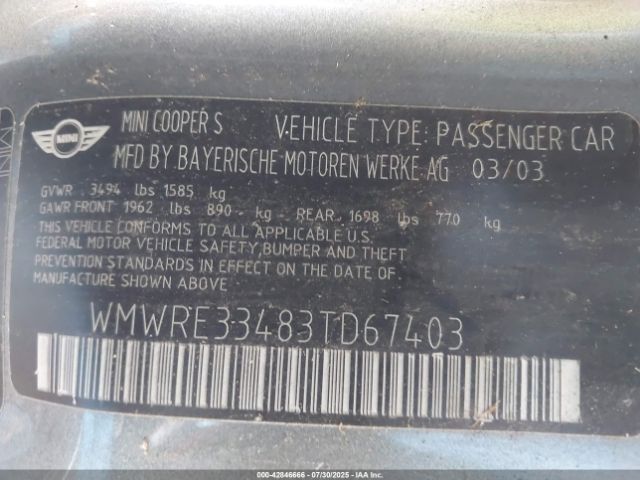 MINI COOPER S VEHICLE TYPE: PASSENGER CAR
MINI
MFD BY BAYERISCHE MOTOREN WERKE AG 03/03
GVWR 3494 lbs 1585 kg
GAWR FRONT 1962 lbs 890 - kg - REAR 1698 lbs 770 kg
THIS VEHICLE CONFORMS TO ALL APPLICABLE U.S.
FEDERAL MOTOR VEHICLE SAFETY,BUMPER AND THEFT
PREVENTION STANDARDS IN EFFECT ON THE DATE OF
MANUFACTURE SHOWN ABOVE
WMWRE33483TD67403
000-42846666 - 07/30/2025 - IAAI.CA